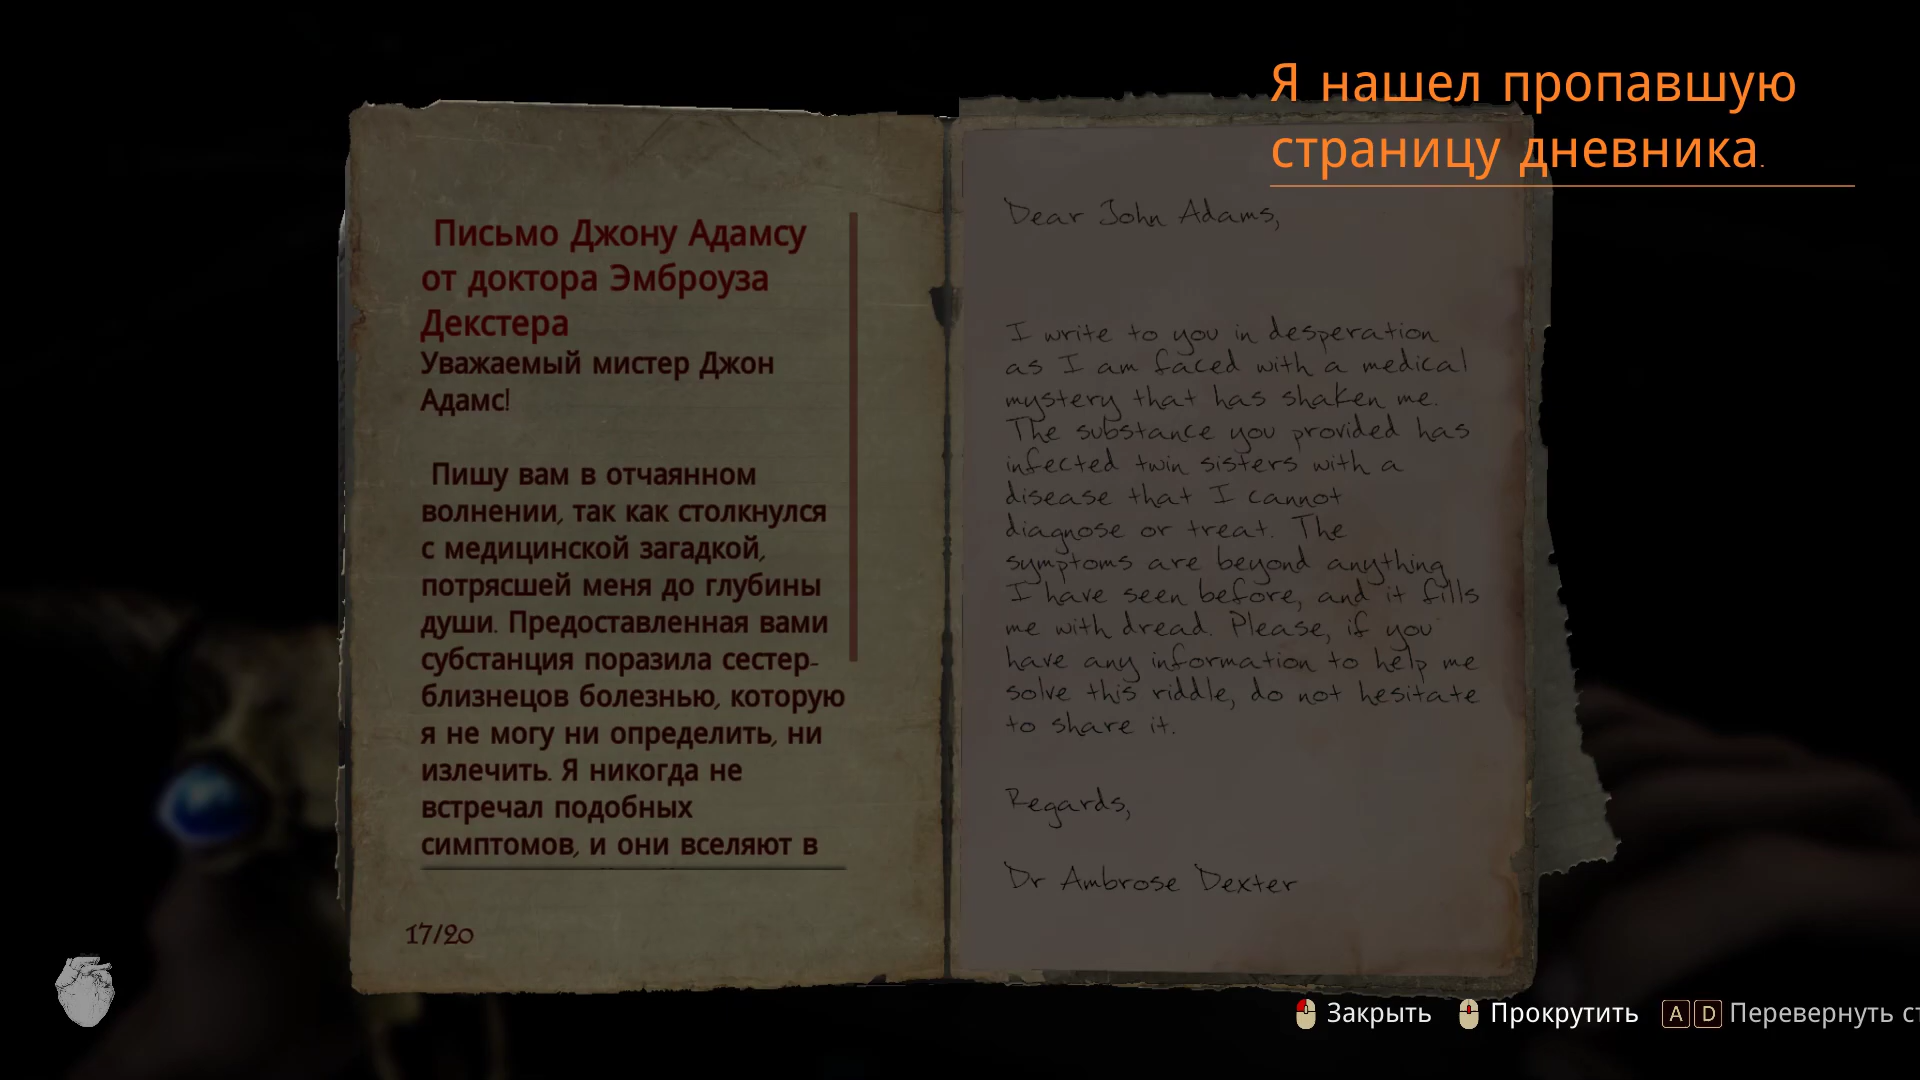 Я нашел пропавшую
страницу дневника.
Письмо Джону Адамсу
от доктора Эмброуза
Декстера
Уважаемый мистер Джон
Адамс!
Пишу вам в отчаянном
волнении, так как столкнулся
с медицинской загадкой,
потрясшей меня до глубины
души. Предоставленная вами
субстанция поразила сестер-
близнецов болезнью, которую
я не могу ни определить, ни
излечить. Я никогда не
встречал подобных
симптомов, и они вселяют в
17/20
Dear John Adams,
I write to you in desperation
as I am faced with a medical
mystery that has shaken me.
The substance you provided has
infected twin sisters with a
disease that I cannot
diagnose or treat. The
symptoms are beyond anything
I have seen before, and it fills
me with dread. Please, if you
have any information to help me
solve this riddle, do not hesitate
to share it.
Regards,
Dr Ambrose Dexter
Закрыть Прокрутить A D Перевернуть ст